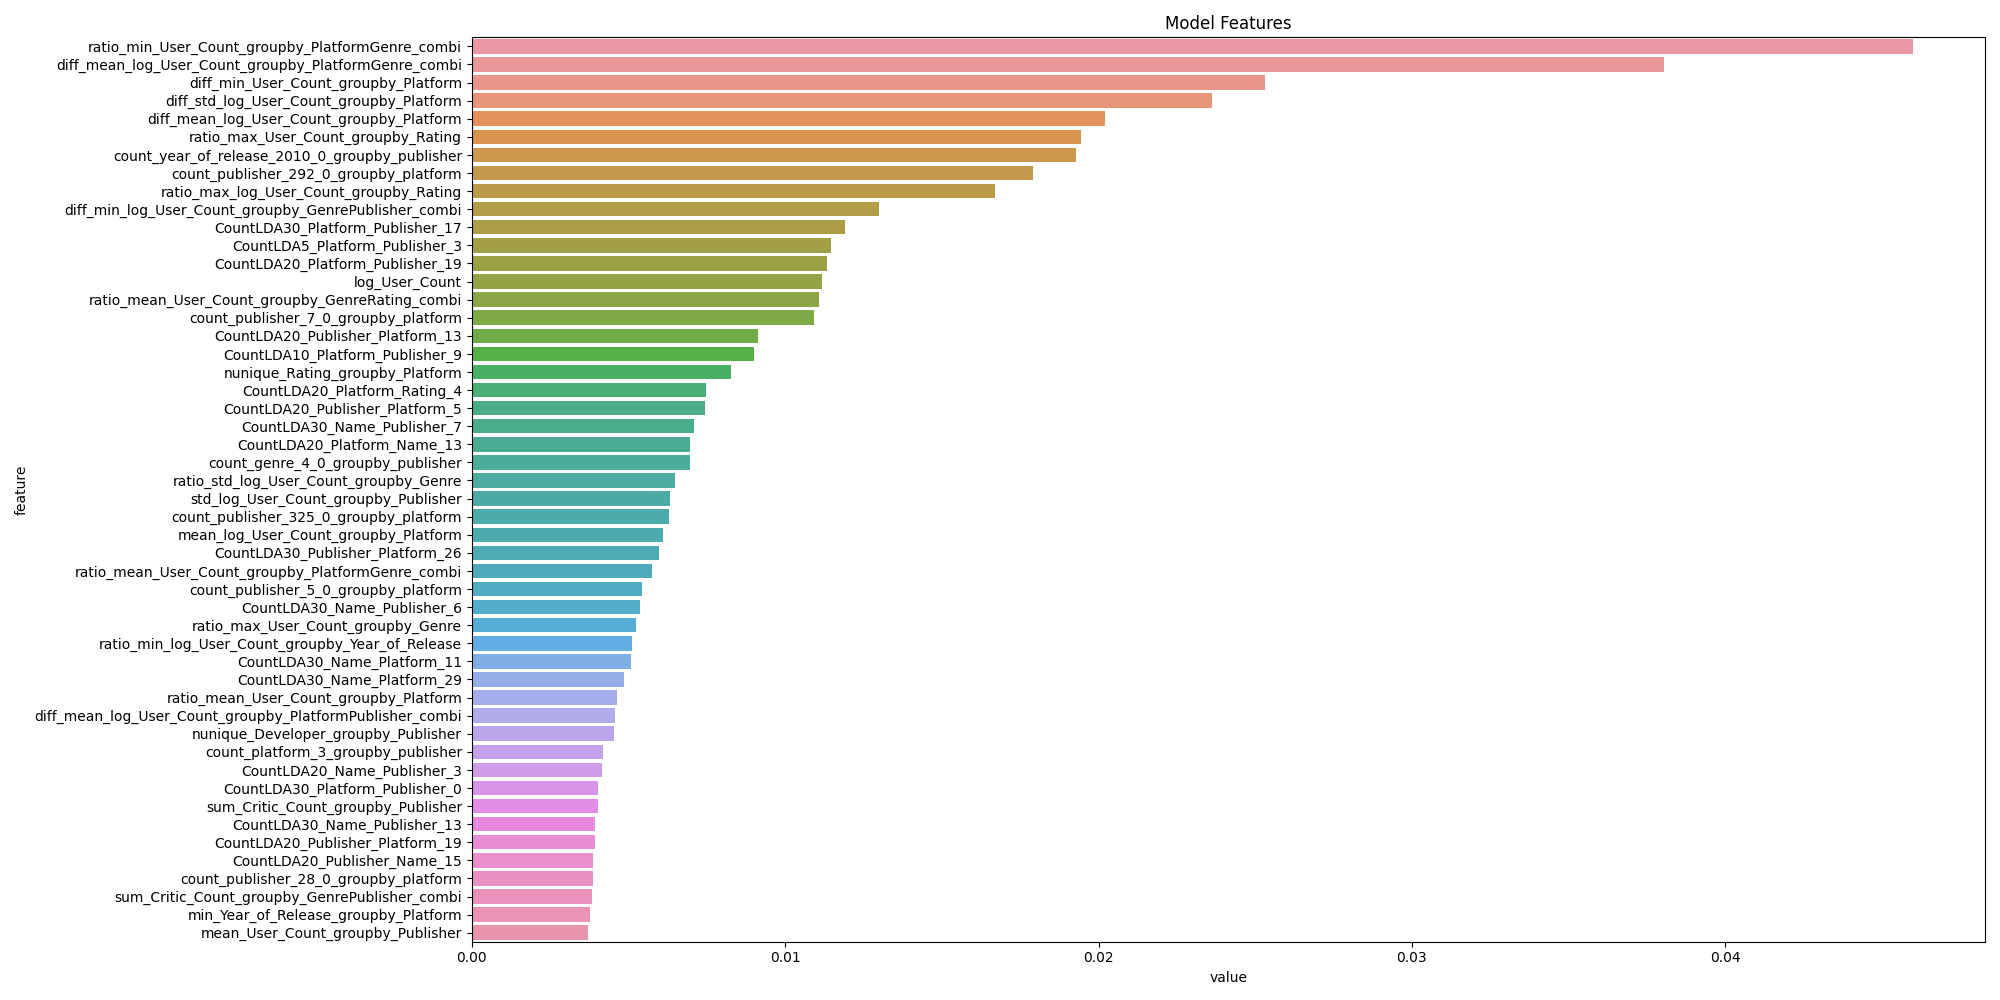 Model Features
feature
ratio_min_User_Count_groupby_PlatformGenre_combi
diff_mean_log_User_Count_groupby_PlatformGenre_combi
diff_min_User_Count_groupby_Platform
diff_std_log_User_Count_groupby_Platform
diff_mean_log_User_Count_groupby_Platform
ratio_max_User_Count_groupby_Rating
count_year_of_release_2010_0_groupby_publisher
count_publisher_292_0_groupby_platform
ratio_max_log_User_Count_groupby_Rating
diff_min_log_User_Count_groupby_GenrePublisher_combi
CountLDA30_Platform_Publisher_17
CountLDA5_Platform_Publisher_3
CountLDA20_Platform_Publisher_19
log_User_Count
ratio_mean_User_Count_groupby_GenreRating_combi
count_publisher_7_0_groupby_platform
CountLDA20_Publisher_Platform_13
CountLDA10_Platform_Publisher_9
nunique_Rating_groupby_Platform
CountLDA20_Platform_Rating_4
CountLDA20_Publisher_Platform_5
CountLDA30_Name_Publisher_7
CountLDA20_Platform_Name_13
count_genre_4_0_groupby_publisher
ratio_std_log_User_Count_groupby_Genre
std_log_User_Count_groupby_Publisher
count_publisher_325_0_groupby_platform
mean_log_User_Count_groupby_Platform
CountLDA30_Publisher_Platform_26
ratio_mean_User_Count_groupby_PlatformGenre_combi
count_publisher_5_0_groupby_platform
CountLDA30_Name_Publisher_6
ratio_max_User_Count_groupby_Genre
ratio_min_log_User_Count_groupby_Year_of_Release
CountLDA30_Name_Platform_11
CountLDA30_Name_Platform_29
ratio_mean_User_Count_groupby_Platform
diff_mean_log_User_Count_groupby_PlatformPublisher_combi
nunique_Developer_groupby_Publisher
count_platform_3_groupby_publisher
CountLDA20_Name_Publisher_3
CountLDA30_Platform_Publisher_0
sum_Critic_Count_groupby_Publisher
CountLDA30_Name_Publisher_13
CountLDA20_Publisher_Platform_19
CountLDA20_Publisher_Name_15
count_publisher_28_0_groupby_platform
sum_Critic_Count_groupby_GenrePublisher_combi
min_Year_of_Release_groupby_Platform
mean_User_Count_groupby_Publisher
0.00 0.01 0.02 0.03 0.04
value